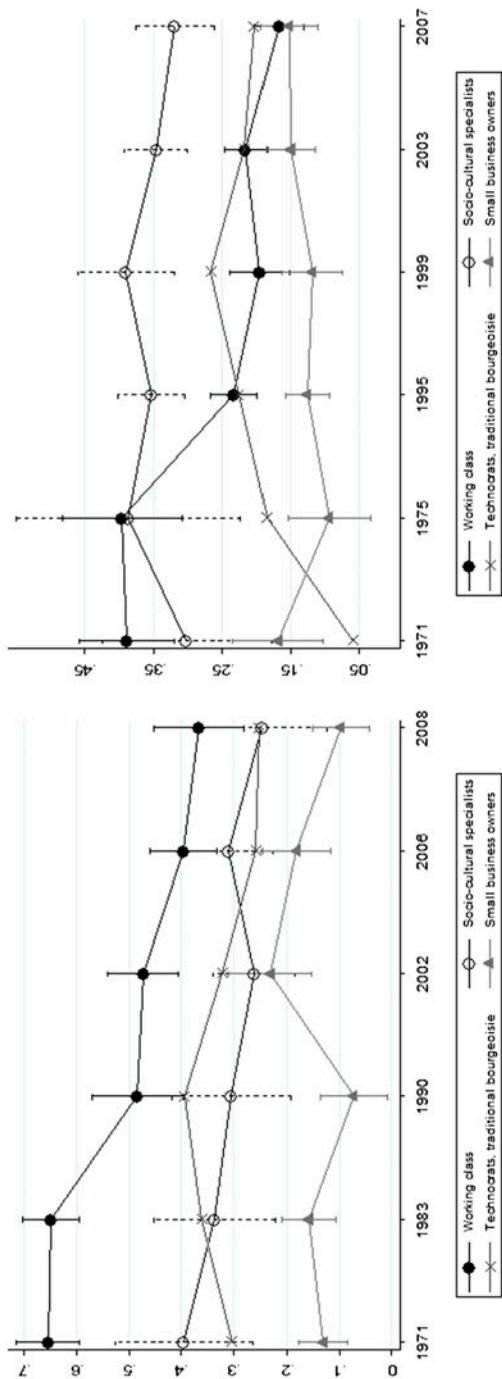 .7
.6
.5
.4
.3
.2
.1
0
1971 1983 1990 2002 2006 2008
Working class Socio-cultural specialists
Technocrats, traditional bourgeoisie Small business owners
.45
.35
.25
.15
.05
1971 1975 1995 1999 2003 2007
Working class Socio-cultural specialists
Technocrats, traditional bourgeoisie Small business owners